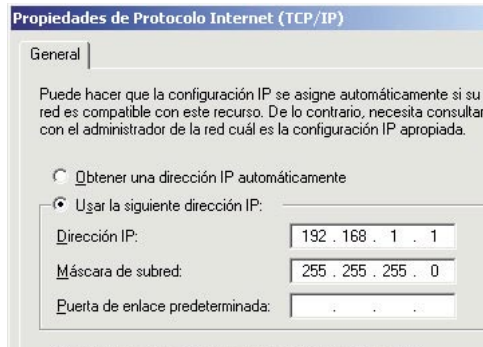 Propiedades de Protocolo Internet (TCP/IP)
General
Puede hacer que la configuración IP se asigne automáticamente si su
red es compatible con este recurso. De lo contrario, necesita consultar
con el administrador de la red cuál es la configuración IP apropiada.
Obtener una dirección IP automáticamente
Usar la siguiente dirección IP:
Dirección IP: 192 . 168 . 1 . 1
Máscara de subred: 255 . 255 . 255 . 0
Puerta de enlace predeterminada: . . .